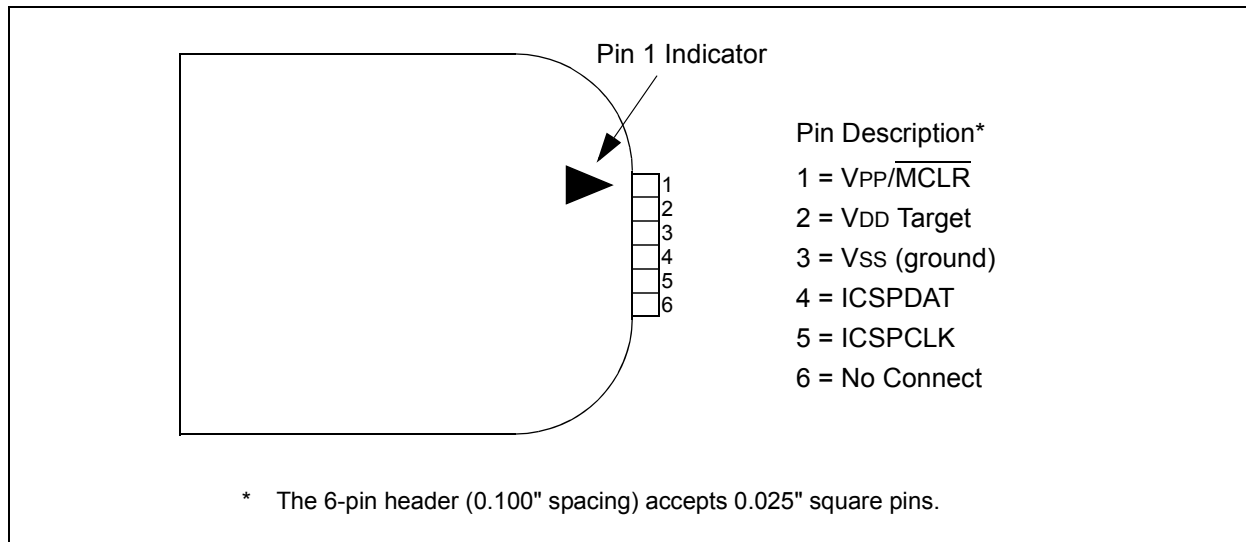 Pin 1 Indicator
1
2
3
4
5
6
Pin Description*
1 = VPP/M̅C̅L̅R̅
2 = VDD Target
3 = VSS (ground)
4 = ICSPDAT
5 = ICSPCLK
6 = No Connect
* The 6-pin header (0.100" spacing) accepts 0.025" square pins.